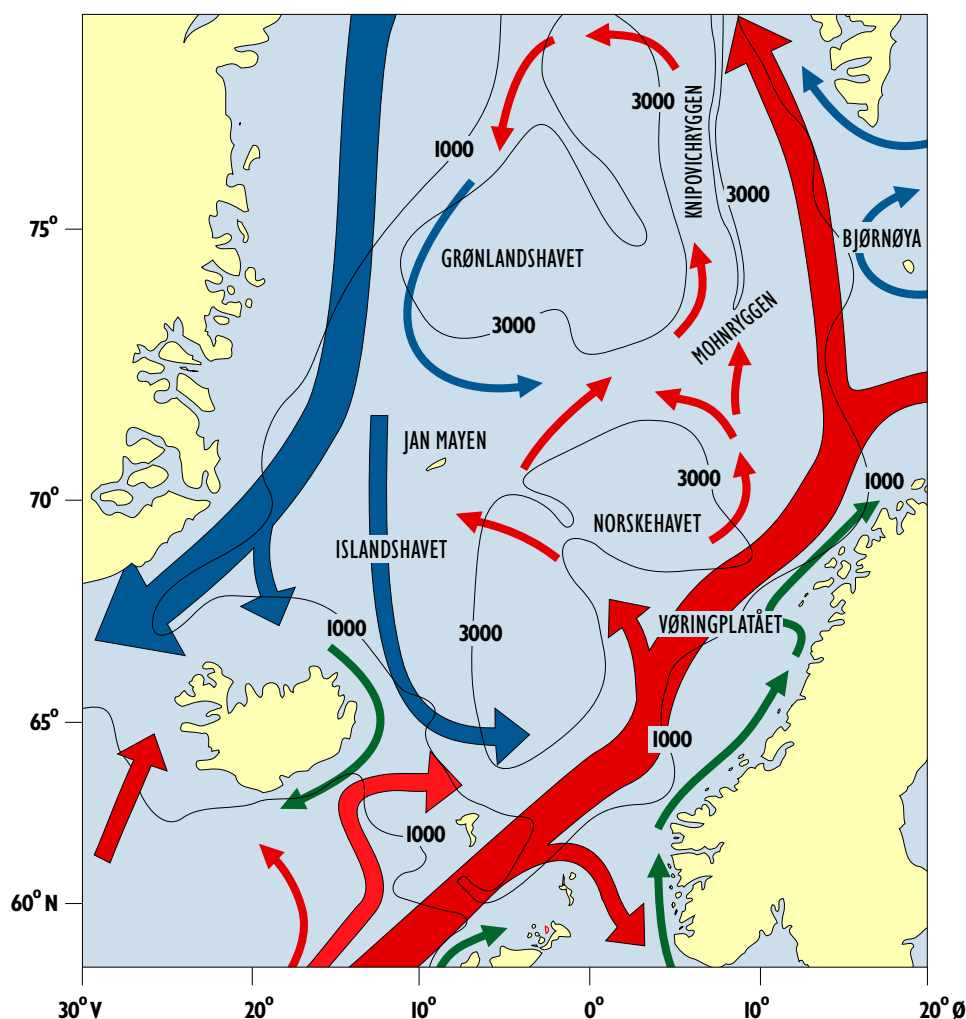 3000
1000
KNIPOVICHRYGGEN
3000
75°
BJØRNØYA
GRØNLANDSHAVET
3000
MOHNRYGGEN
JAN MAYEN
3000
1000
70°
NORSKEHAVET
ISLANDSHAVET
1000
3000
VØRINGPLATÅET
65°
1000
1000
60° N
30° V
20°
10°
0°
10°
20° Ø